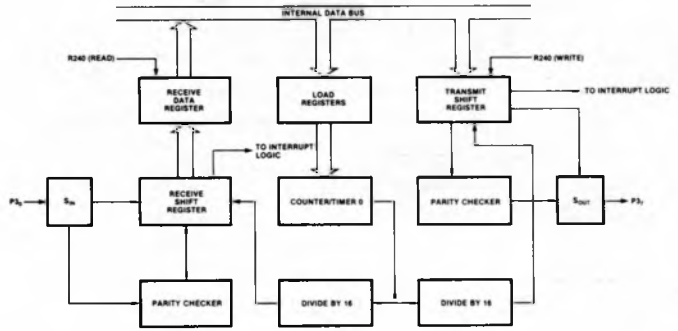 INTERNAL DATA BUS
R240 (READ)
R240 (WRITE)
RECEIVE
DATA
REGISTER
LOAD
REGISTERS
TRANSMIT
SHIFT
REGISTER
TO INTERRUPT LOGIC
TO INTERRUPT
LOGIC
P30
SIN
RECEIVE
SHIFT
REGISTER
COUNTER/TIMER 0
PARITY CHECKER
SOUT
P37
PARITY CHECKER
DIVIDE BY 16
DIVIDE BY 16